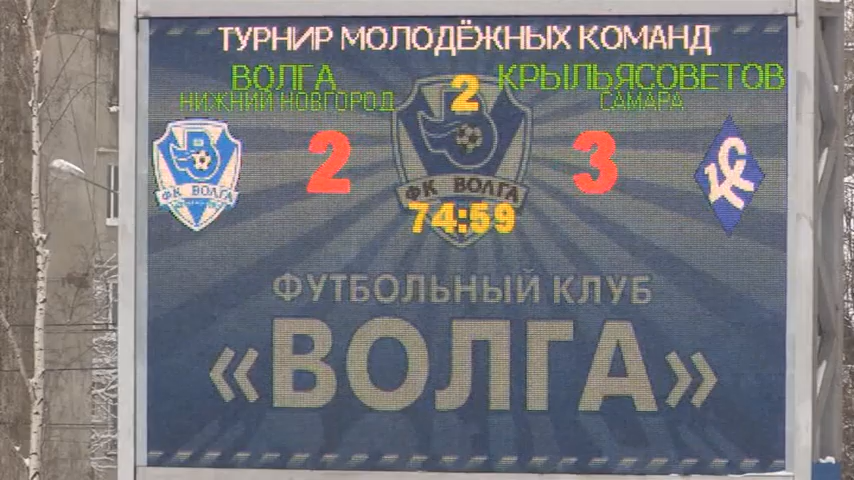 ТУРНИР МОЛОДЁЖНЫХ КОМАНД
ВОЛГА 2 КРЫЛЬЯСОВЕТОВ
НИЖНИЙ НОВГОРОД САМАРА
2 3
ФК ВОЛГА ФК ВОЛГА КС
74:59
ФУТБОЛЬНЫЙ КЛУБ
«ВОЛГА»